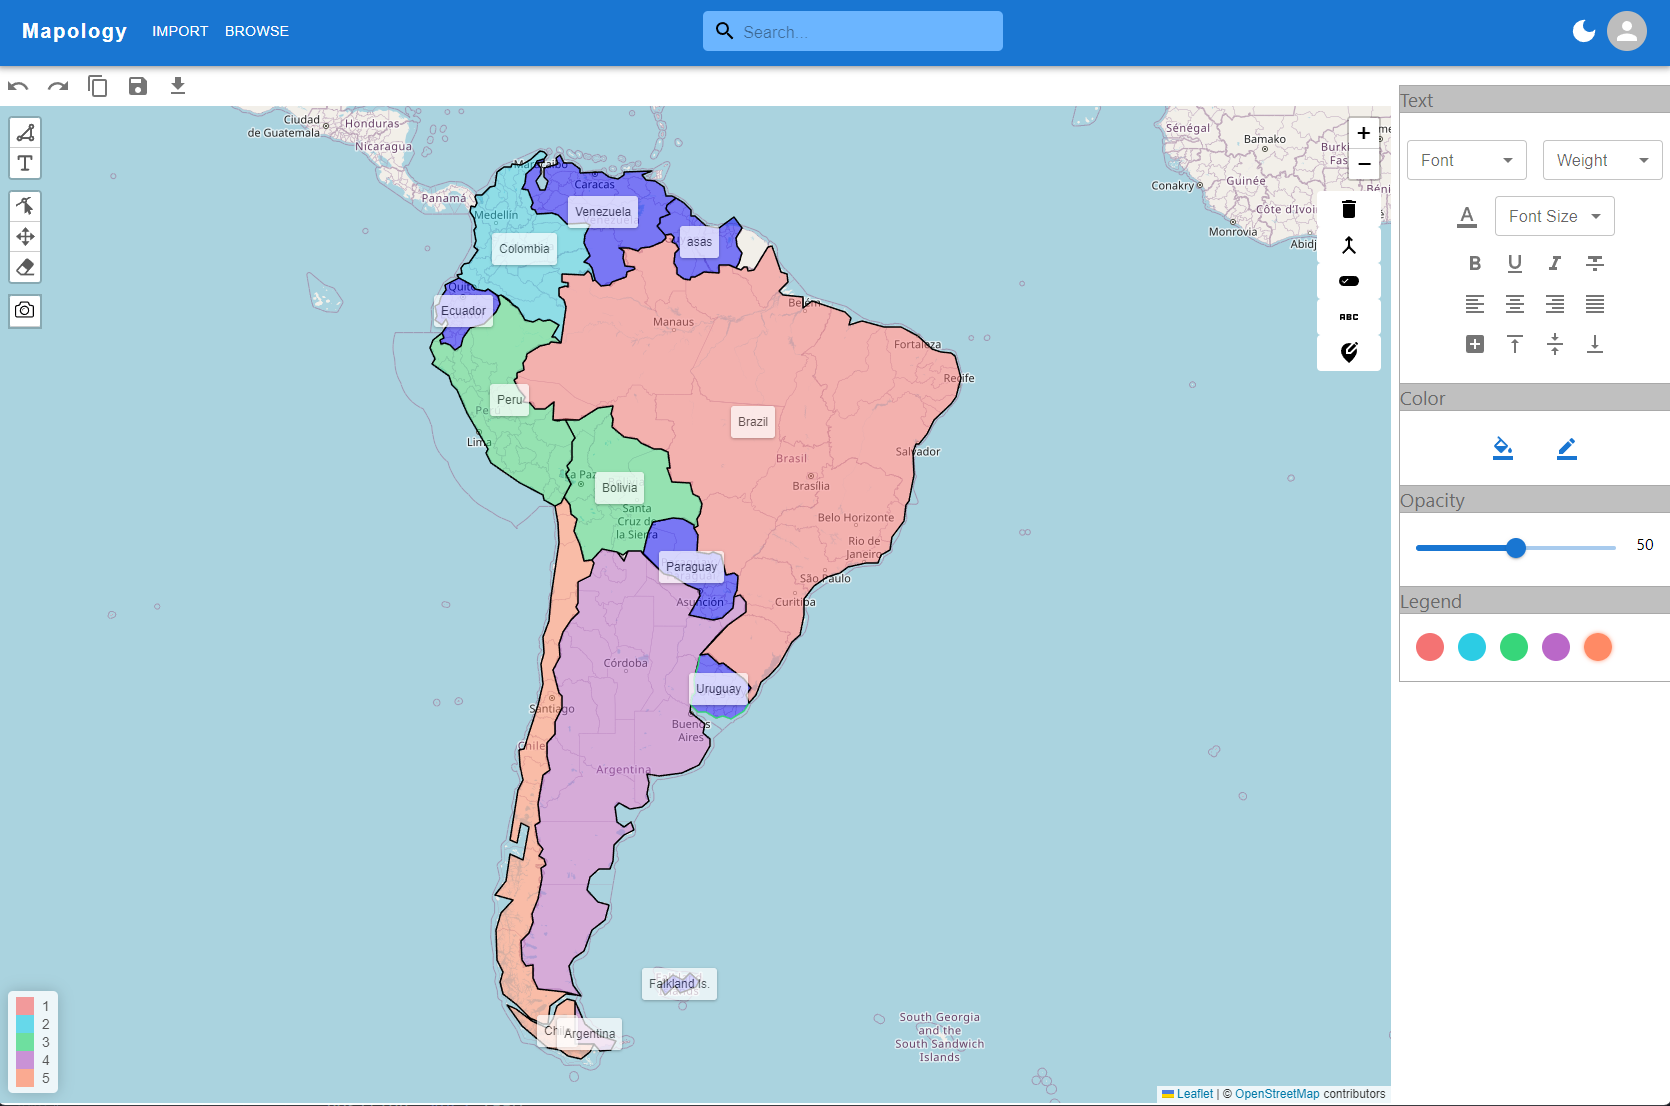 Mapology IMPORT BROWSE
Search...
Text
Font
Weight
A
Font Size
B U I
Color
Opacity
50
Legend
T
+
−
ABC
Ciudad
de Guatemala
Honduras
Nicaragua
Panamá
Maracaibo
Caracas
Medellín
Venezuela
Colombia
asas
Quito
Ecuador
Manaus
Belém
Fortaleza
Recife
Peru
Perú
Lima
Brazil
Brasil
Salvador
Brasília
La Paz
Bolivia
Santa
Cruz de
la Sierra
Belo Horizonte
Rio de
Janeiro
Paraguay
São Paulo
Asunción
Curitiba
Córdoba
Uruguay
Santiago
Buenos
Aires
Chile
Argentina
Falkland Is.
Chile
Argentina
South Georgia
and the
South Sandwich
Islands
Sénégal
Bamako
Guinée
Conakry
Côte d'Ivoire
Monrovia
1
2
3
4
5
Leaflet | © OpenStreetMap contributors